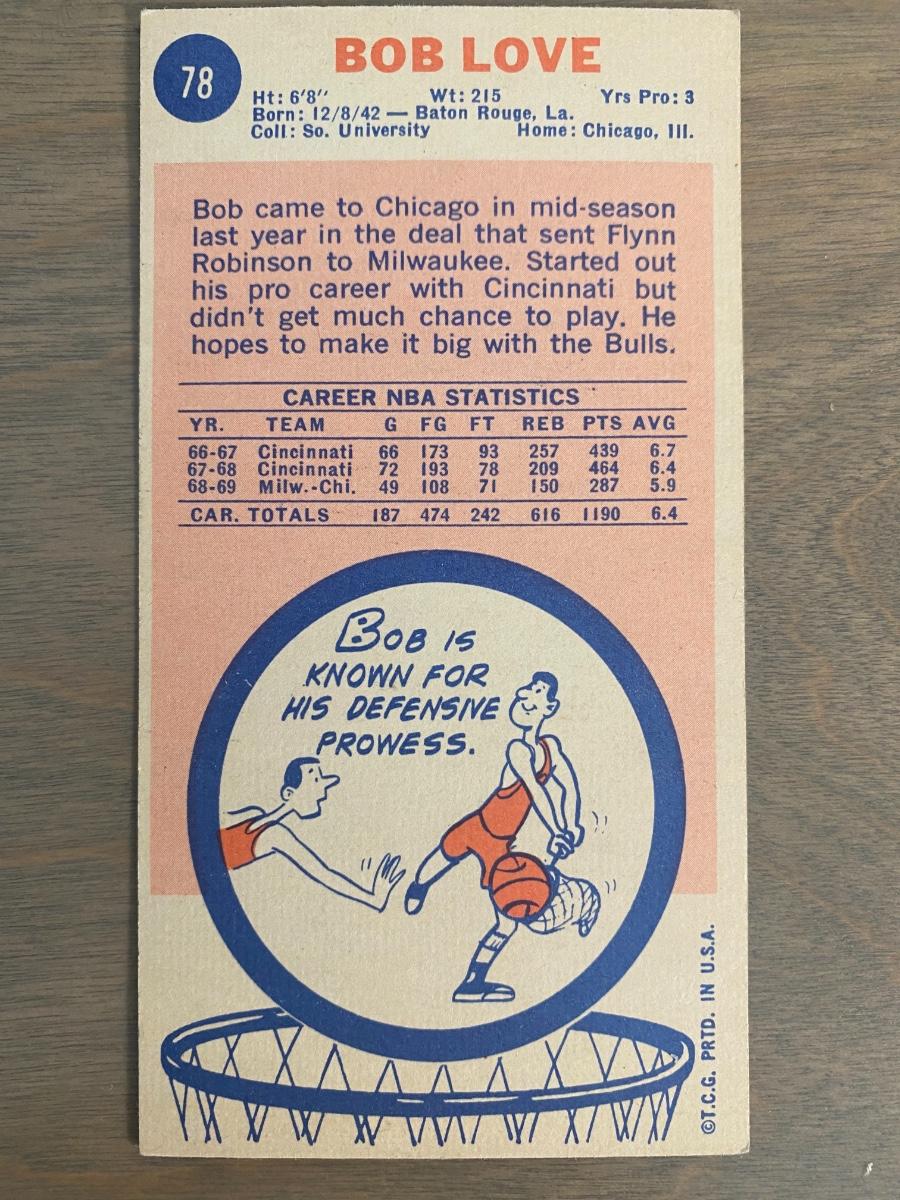 78
BOB LOVE
Ht: 6'8" Wt: 215 Yrs Pro: 3
Born: 12/8/42 — Baton Rouge, La.
Coll: So. University Home: Chicago, Ill.
Bob came to Chicago in mid-season
last year in the deal that sent Flynn
Robinson to Milwaukee. Started out
his pro career with Cincinnati but
didn't get much chance to play. He
hopes to make it big with the Bulls.
CAREER NBA STATISTICS
YR. TEAM G FG FT REB PTS AVG
66-67 Cincinnati 66 173 93 257 439 6.7
67-68 Cincinnati 72 193 78 209 464 6.4
68-69 Milw.-Chi. 49 108 71 150 287 5.9
CAR. TOTALS 187 474 242 616 1190 6.4
BOB IS
KNOWN FOR
HIS DEFENSIVE
PROWESS.
©T.C.G. PRTD. IN U.S.A.